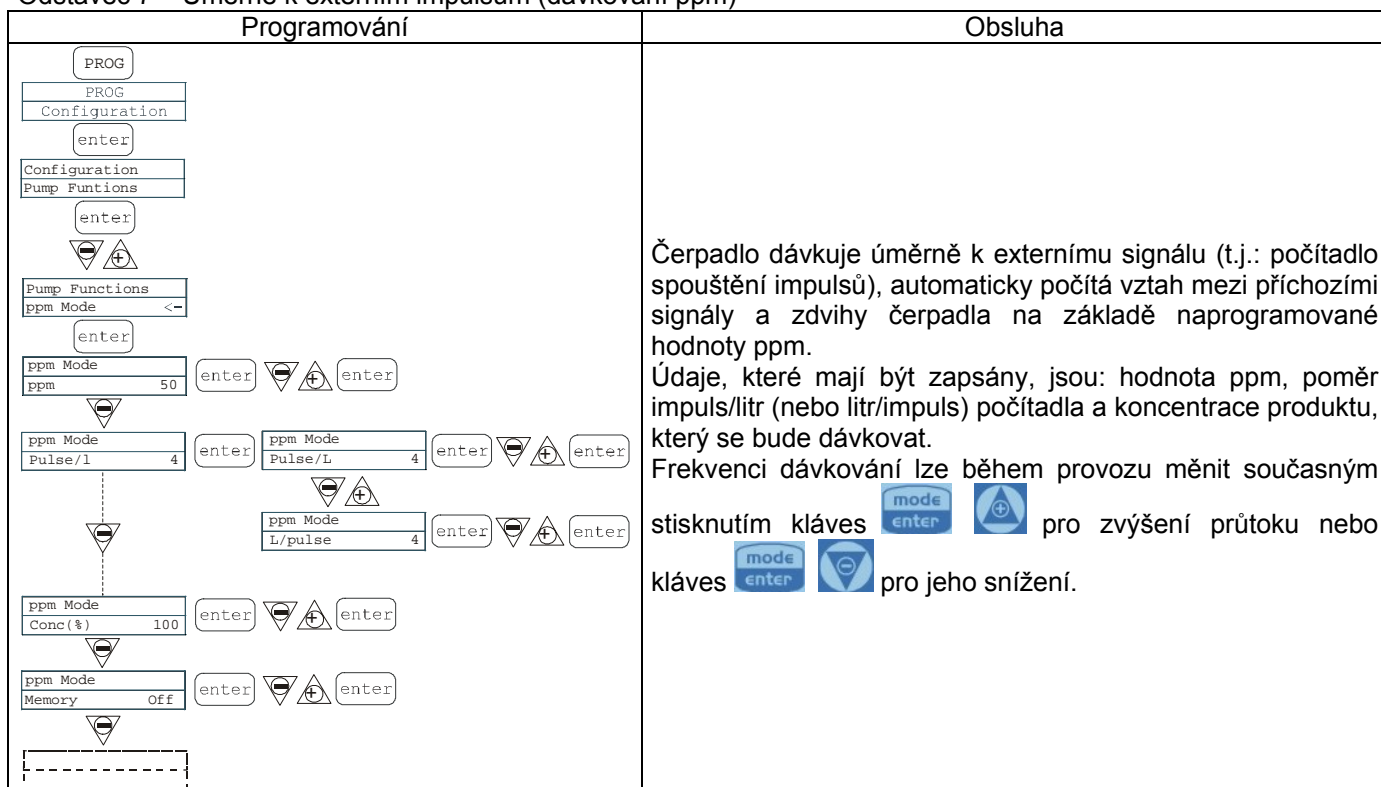 Odstavec 7 – Úměrně k externím impulsům (dávkování ppm)
Programování
Obsluha
PROG
PROG
Configuration
enter
Configuration
Pump Funtions
enter
Pump Functions
ppm Mode <-
enter
ppm Mode
ppm 50
enter enter
ppm Mode
Pulse/l 4
enter
ppm Mode
Pulse/L 4
enter enter
ppm Mode
L/pulse 4
enter enter
ppm Mode
Conc(%) 100
enter enter
ppm Mode
Memory Off
enter enter
Čerpadlo dávkuje úměrně k externímu signálu (t.j.: počítadlo
spouštění impulsů), automaticky počítá vztah mezi příchozími
signály a zdvihy čerpadla na základě naprogramované
hodnoty ppm.
Údaje, které mají být zapsány, jsou: hodnota ppm, poměr
impuls/litr (nebo litr/impuls) počítadla a koncentrace produktu,
který se bude dávkovat.
Frekvenci dávkování lze během provozu měnit současným
stisknutím kláves mode enter pro zvýšení průtoku nebo
kláves mode enter pro jeho snížení.